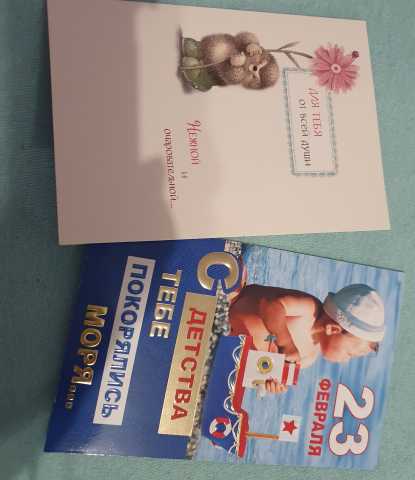 ДЛЯ ТЕБЯ
ОТ ВСЕЙ ДУШИ
Нежной и
очаровательной...
23
ФЕВРАЛЯ
С
ДЕТСТВА
ТЕБЕ
ПОКОРЯЛИСЬ
МОРЯ...